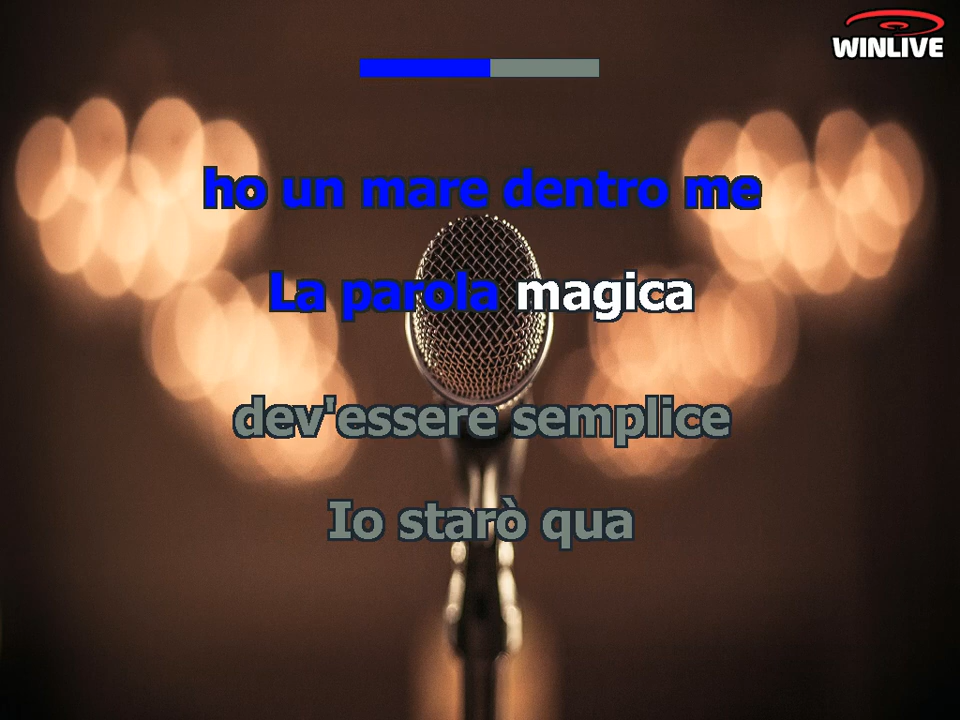 WINLIVE
ho un mare dentro me
La parola magica
dev'essere semplice
Io starò qua